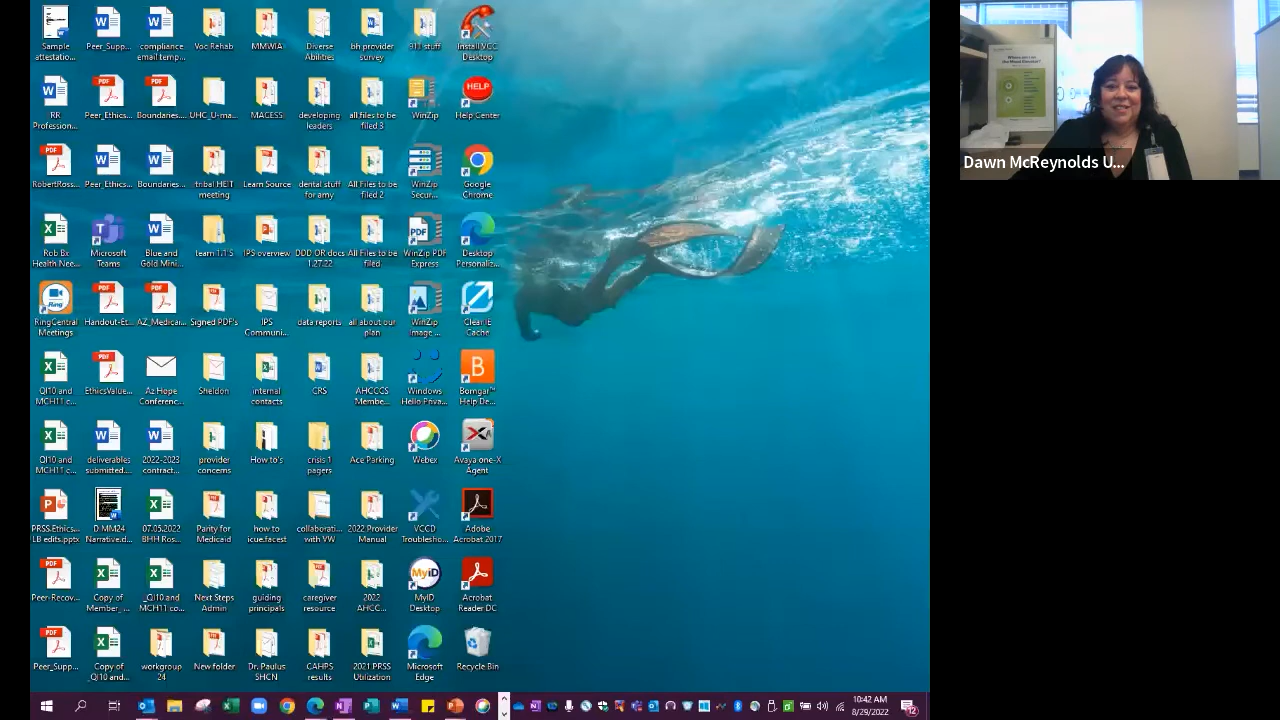 Sample
attestatio...
Peer_Supp...
compliance
email temp...
Voc Rehab
MMWIA
Diverse
Abilities
bh provider
survey
911 stuff
Install VCC
Desktop
RR
Profession...
Peer_Ethics...
Boundaries...
UHC_U-ma...
MACESS
developing
leaders
all files to be
filed 3
WinZip
HELP
Help Center
RobertRoss...
Peer_Ethics...
Boundaries...
tribal HEIT
meeting
Learn Source
dental stuff
for amy
All Files to be
filed 2
WinZip
Secur...
Google
Chrome
Rob Bx
Health Nee...
Microsoft
Teams
Blue and
Gold Mini...
team 1:1'S
IPS overview
DDD OR docs
1.27.22
All Files to be
filed
WinZip PDF
Express
Desktop
Personaliz...
RingCentral
Meetings
Handout-Et...
AZ_Medicar...
Signed PDF's
IPS
Communi...
data reports
all about our
plan
WinZip
Image ...
Clear IE
Cache
QI10 and
MCH11 c...
EthicsValue...
Az Hope
Conferenc...
Sheldon
internal
contacts
CRS
AHCCCS
Membe...
Windows
Hello Priva...
Bomgar™
Help De...
QI10 and
MCH11 c...
deliverables
submitted...
2022-2023
contract...
provider
concerns
How to's
crisis 1
pagers
Ace Parking
Webex
Avaya one-X
Agent
PRSS Ethics...
LB edits.pptx
D.MM24
Narrative.d...
07.05.2022
BHH Ros...
Parity for
Medicaid
how to
icue.facest
collaborati...
with VW
2022 Provider
Manual
VCCD
Troublesho...
Adobe
Acrobat 2017
Peer-Recov...
Copy of
Member_...
_QI10 and
MCH11 co...
Next Steps
Admin
guiding
principals
caregiver
resource
2022
AHCC...
MyID
MyID
Desktop
Acrobat
Reader DC
Peer_Supp...
Copy of
_QI10 and...
workgroup
24
New folder
Dr. Paulus
SHCN
CAHPS
results
2021 PRSS
Utilization
Microsoft
Edge
Recycle Bin
10:42 AM
8/29/2022
12
Dawn McReynolds U...